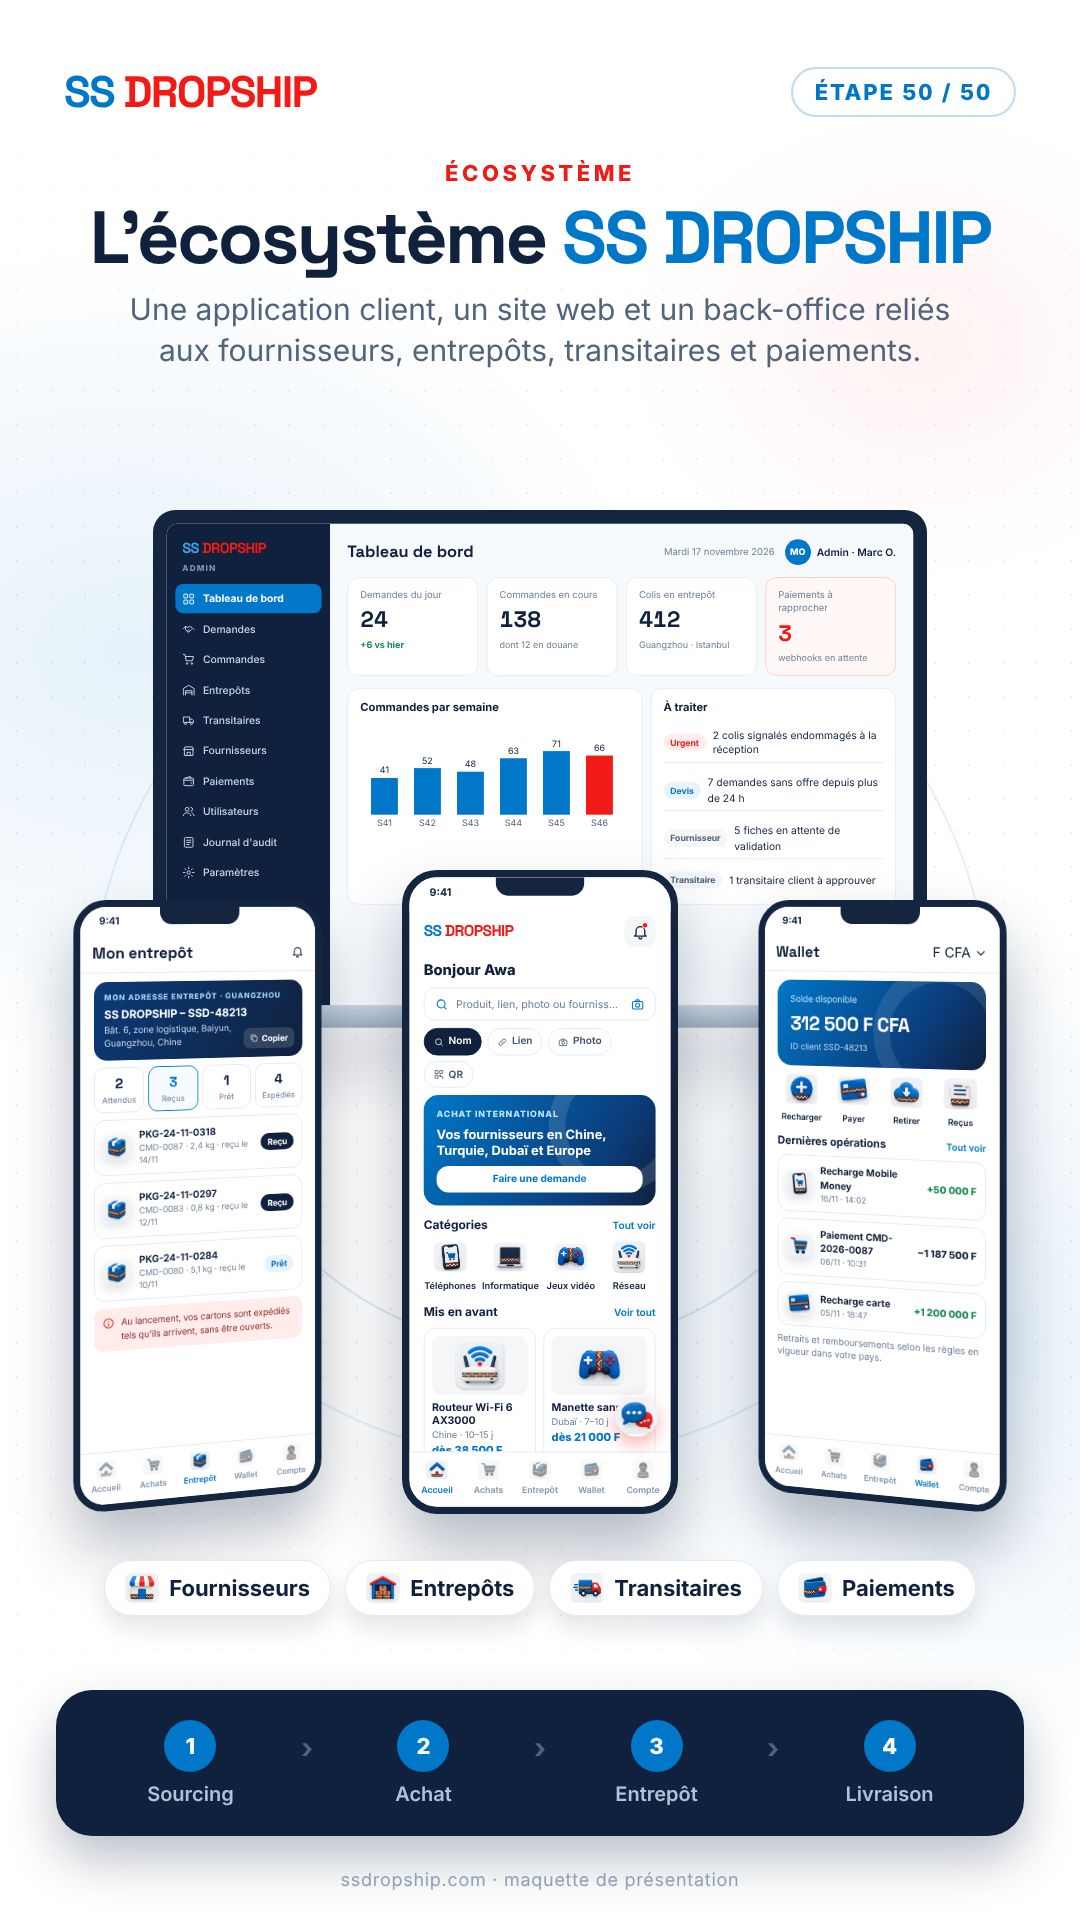 SS DROPSHIP
ÉTAPE 50 / 50
ÉCOSYSTÈME
L'écosystème SS DROPSHIP
Une application client, un site web et un back-office reliés
aux fournisseurs, entrepôts, transitaires et paiements.
SS DROPSHIP
ADMIN
Tableau de bord
Demandes
Commandes
Entrepôts
Transitaires
Fournisseurs
Paiements
Utilisateurs
Journal d'audit
Paramètres
Tableau de bord
Mardi 17 novembre 2026
MO
Admin · Marc O.
Demandes du jour
24
+6 vs hier
Commandes en cours
138
dont 12 en douane
Colis en entrepôt
412
Guangzhou · Istanbul
Paiements à
rapprocher
3
webhooks en attente
Commandes par semaine
41
52
48
63
71
66
S41
S42
S43
S44
S45
S46
À traiter
Urgent
2 colis signalés endommagés à la
réception
Devis
7 demandes sans offre depuis plus
de 24 h
Fournisseur
5 fiches en attente de
validation
Transitaire
1 transitaire client à approuver
9:41
Mon entrepôt
MON ADRESSE ENTREPÔT · GUANGZHOU
SS DROPSHIP – SSD-48213
Bât. 6, zone logistique, Baiyun,
Guangzhou, Chine
Copier
2
Attendus
3
Reçus
1
Prêt
4
Expédiés
PKG-24-11-0318
CMD-0087 · 2,4 kg · reçu le
14/11
Reçu
PKG-24-11-0297
CMD-0083 · 0,8 kg · reçu le
12/11
Reçu
PKG-24-11-0284
CMD-0080 · 5,1 kg · reçu le
10/11
Prêt
Au lancement, vos cartons sont expédiés
tels qu'ils arrivent, sans être ouverts.
Accueil
Achats
Entrepôt
Wallet
Compte
9:41
SS DROPSHIP
Bonjour Awa
Produit, lien, photo ou fourniss...
Nom
Lien
Photo
QR
ACHAT INTERNATIONAL
Vos fournisseurs en Chine,
Turquie, Dubaï et Europe
Faire une demande
Catégories
Tout voir
Téléphones
Informatique
Jeux vidéo
Réseau
Mis en avant
Voir tout
Routeur Wi-Fi 6
AX3000
Chine · 10–15 j
dès 38 500 F
Manette sans
Dubaï · 7–10 j
dès 21 000 F
Accueil
Achats
Entrepôt
Wallet
Compte
9:41
Wallet
F CFA
Solde disponible
312 500 F CFA
ID client SSD-48213
Recharger
Payer
Retirer
Reçus
Dernières opérations
Tout voir
Recharge Mobile
Money
16/11 · 14:02
+50 000 F
Paiement CMD-
2026-0087
06/11 · 10:31
−1 187 500 F
Recharge carte
05/11 · 18:47
+1 200 000 F
Retraits et remboursements selon les règles en
vigueur dans votre pays.
Accueil
Achats
Entrepôt
Wallet
Compte
Fournisseurs
Entrepôts
Transitaires
Paiements
1
Sourcing
2
Achat
3
Entrepôt
4
Livraison
ssdropship.com · maquette de présentation